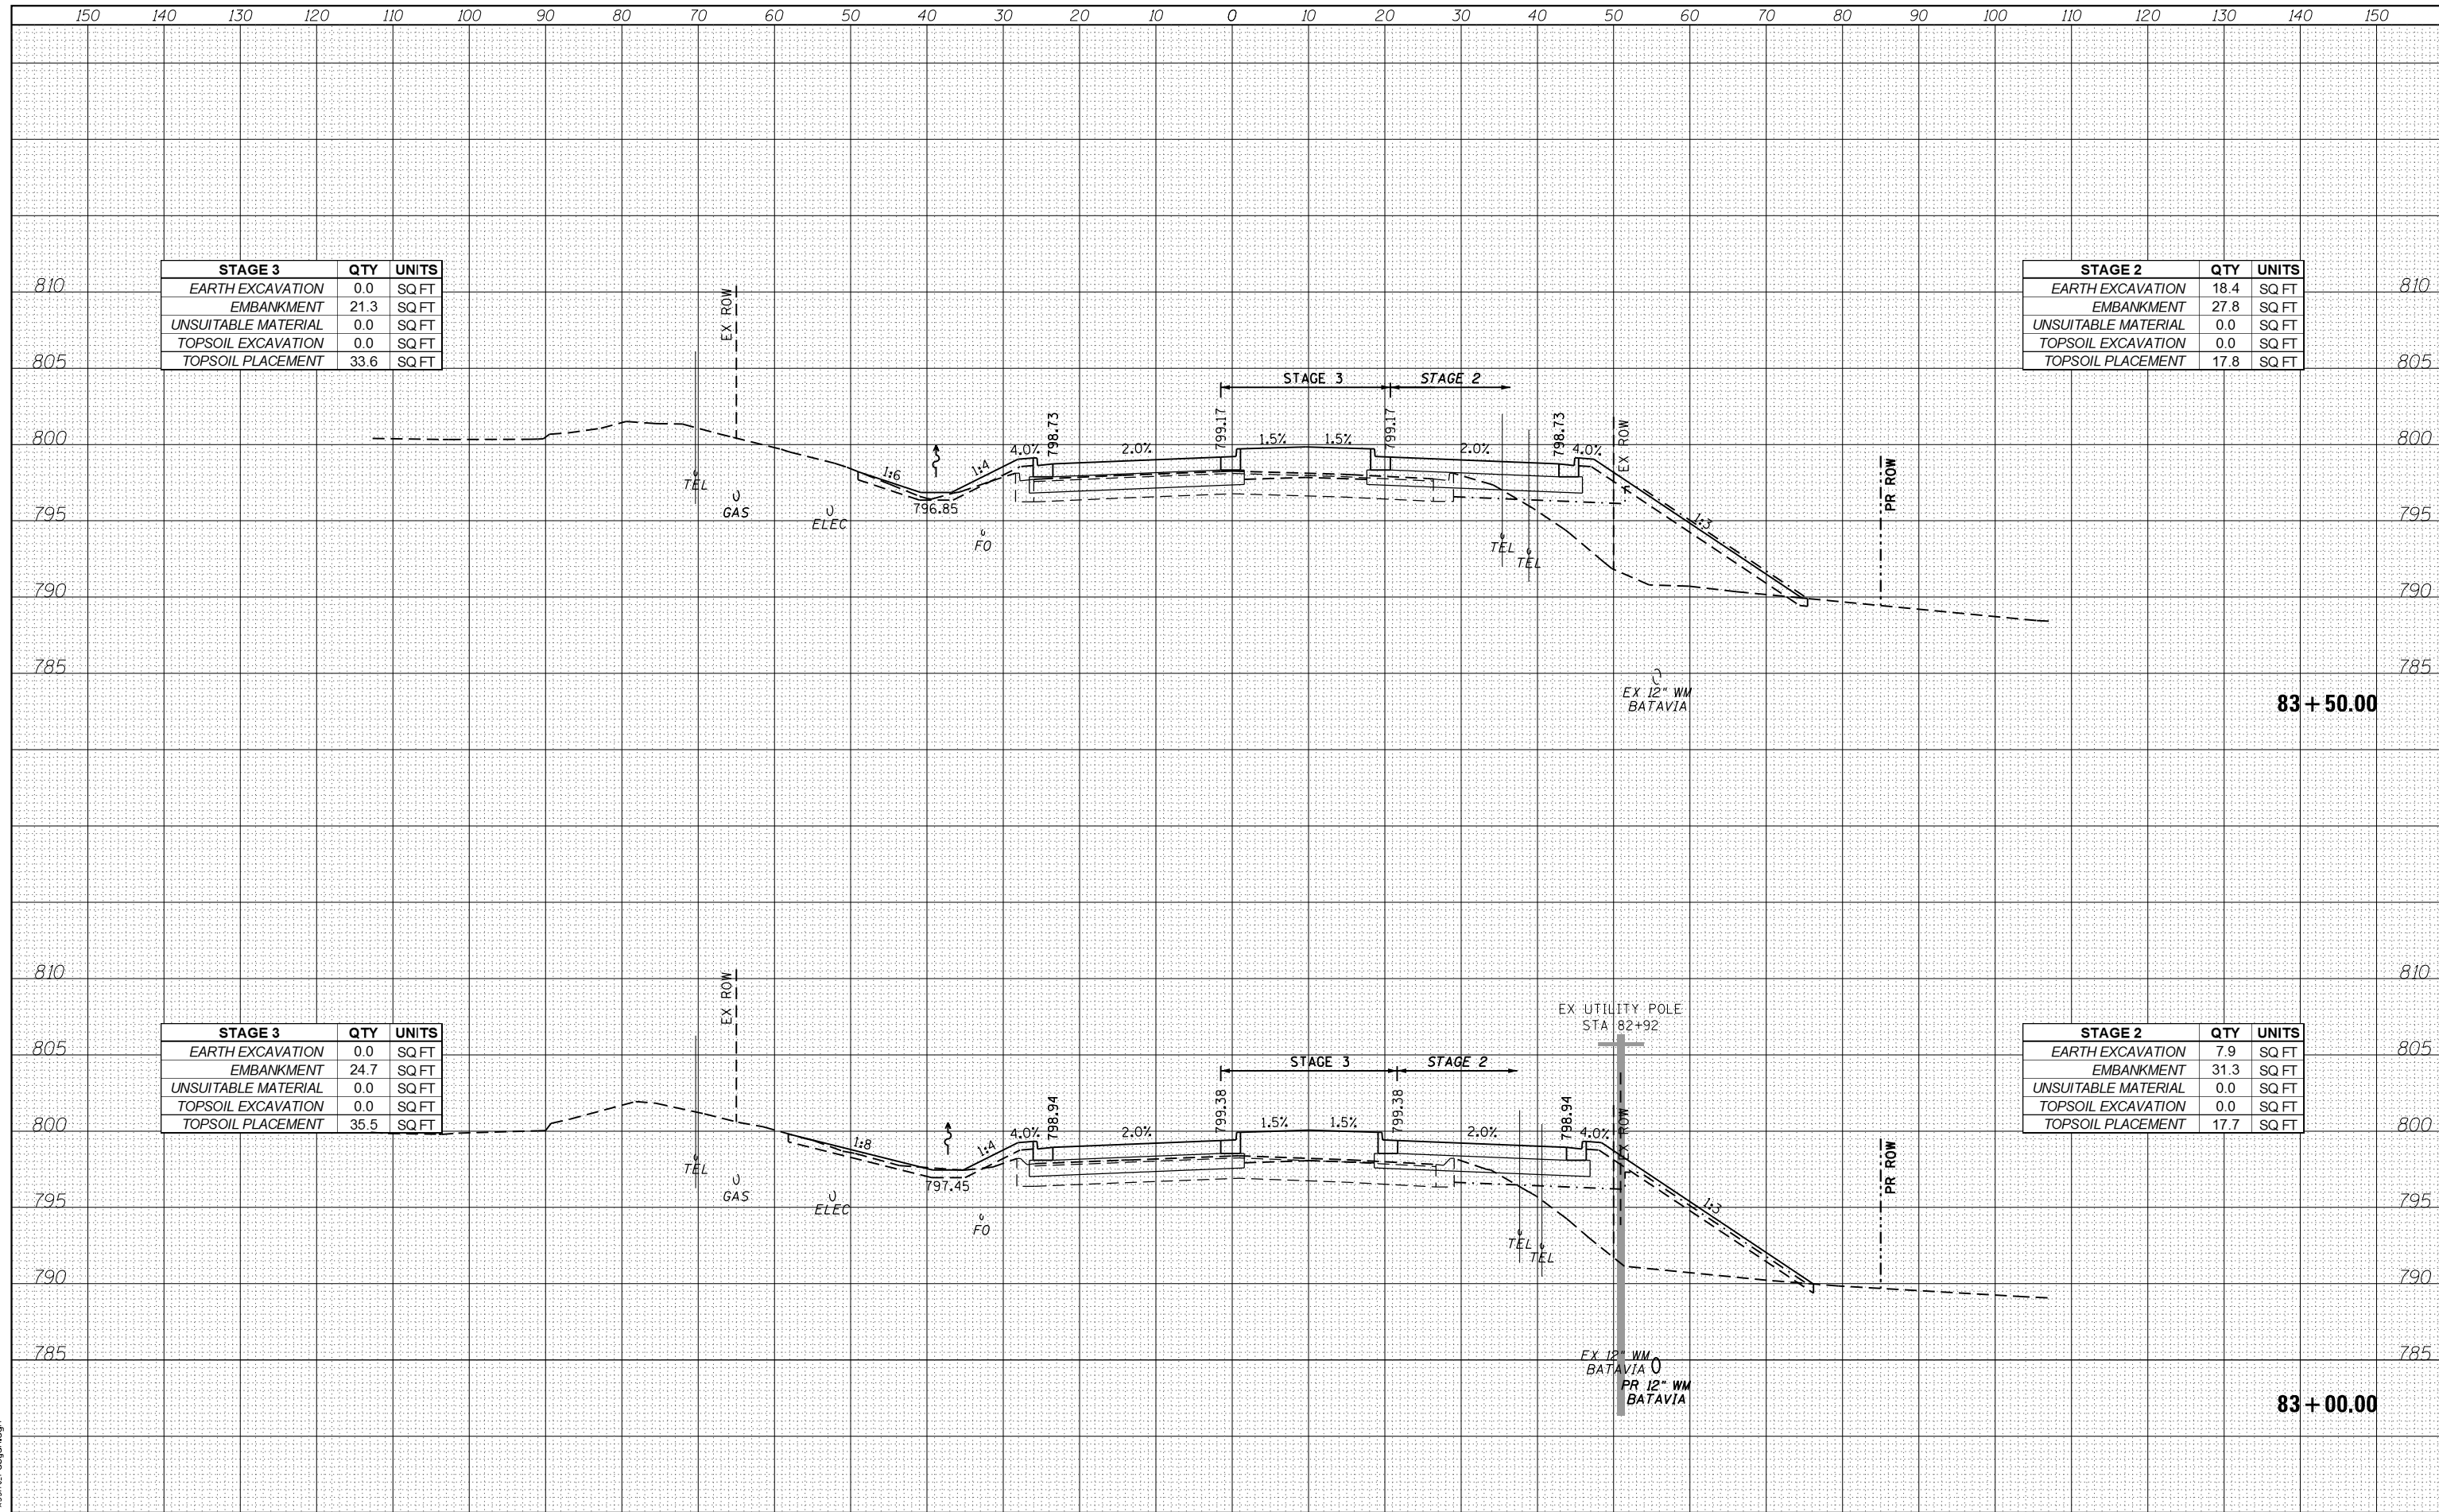 150 140 130 120 110 100 90 80 70 60 50 40 30 20 10 0 10 20 30 40 50 60 70 80 90 100 110 120 130 140 150
STAGE 3 QTY UNITS
EARTH EXCAVATION 0.0 SQ FT
EMBANKMENT 21.3 SQ FT
UNSUITABLE MATERIAL 0.0 SQ FT
TOPSOIL EXCAVATION 0.0 SQ FT
TOPSOIL PLACEMENT 33.6 SQ FT
STAGE 2 QTY UNITS
EARTH EXCAVATION 18.4 SQ FT
EMBANKMENT 27.8 SQ FT
UNSUITABLE MATERIAL 0.0 SQ FT
TOPSOIL EXCAVATION 0.0 SQ FT
TOPSOIL PLACEMENT 17.8 SQ FT
810 810
805 805
800 800
795 795
790 790
785 785
EX ROW
STAGE 3 STAGE 2
798.73
799.17
799.17
798.73
EX ROW
PR ROW
1:6
1:4
4.0%
2.0%
1.5% 1.5%
2.0%
4.0%
1:3
TEL
GAS
ELEC
796.85
FO
TEL
TEL
EX 12" WM
BATAVIA
83+50.00
STAGE 3 QTY UNITS
EARTH EXCAVATION 0.0 SQ FT
EMBANKMENT 24.7 SQ FT
UNSUITABLE MATERIAL 0.0 SQ FT
TOPSOIL EXCAVATION 0.0 SQ FT
TOPSOIL PLACEMENT 35.5 SQ FT
STAGE 2 QTY UNITS
EARTH EXCAVATION 7.9 SQ FT
EMBANKMENT 31.3 SQ FT
UNSUITABLE MATERIAL 0.0 SQ FT
TOPSOIL EXCAVATION 0.0 SQ FT
TOPSOIL PLACEMENT 17.7 SQ FT
810 810
805 805
800 800
795 795
790 790
785 785
EX ROW
EX UTILITY POLE
STA 82+92
STAGE 3 STAGE 2
798.94
799.38
799.38
798.94
EX ROW
PR ROW
1:8
1:4
4.0%
2.0%
1.5% 1.5%
2.0%
4.0%
1:3
TEL
GAS
ELEC
797.45
FO
TEL
TEL
EX 12" WM
BATAVIA
PR 12" WM
BATAVIA
83+00.00